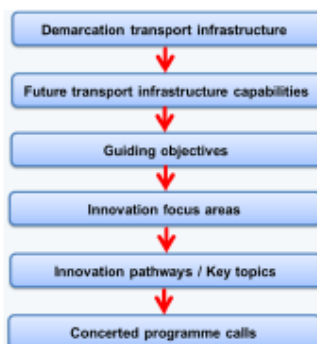 Demarcation transport infrastructure
Future transport infrastructure capabilities
Guiding objectives
Innovation focus areas
Innovation pathways / Key topics
Concerted programme calls